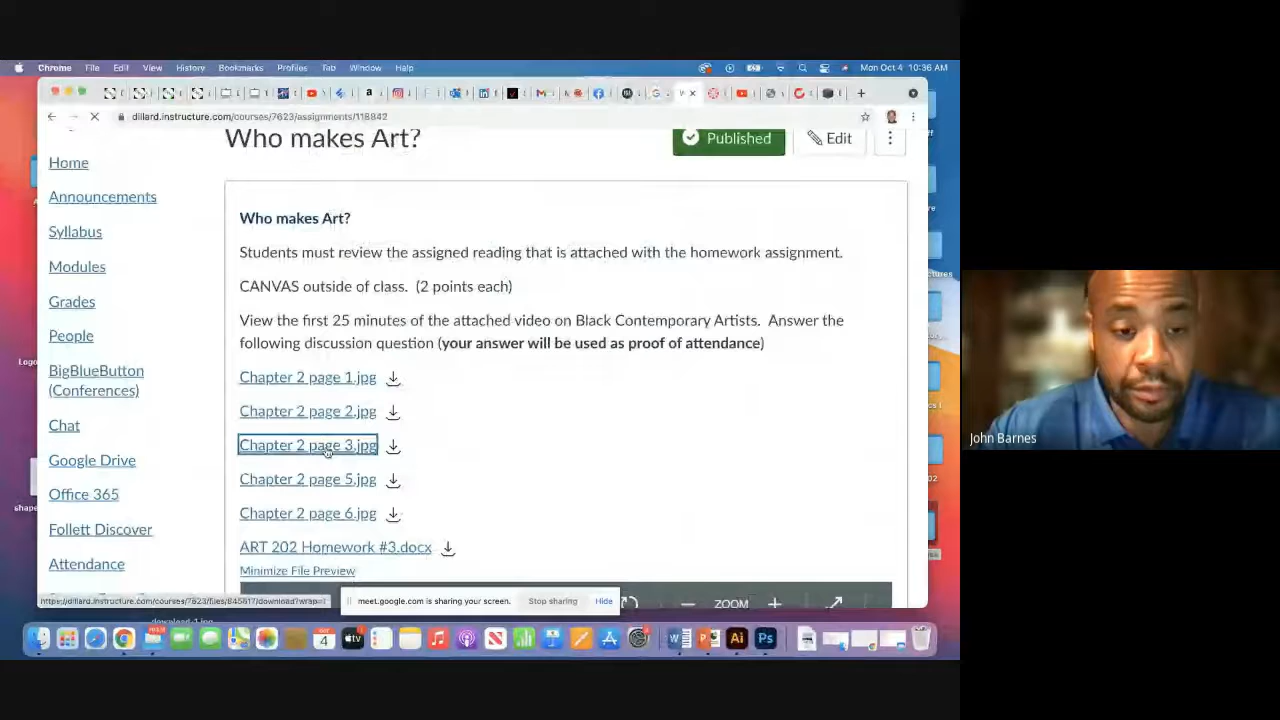 Chrome File Edit View History Bookmarks Profiles Tab Window Help Mon Oct 4 10:36 AM
dillard.instructure.com/courses/7623/assignments/118842
Who makes Art?
Published
Edit
Home
Announcements
Syllabus
Modules
Grades
People
BigBlueButton
(Conferences)
Chat
Google Drive
Office 365
Follett Discover
Attendance
Who makes Art?
Students must review the assigned reading that is attached with the homework assignment.
CANVAS outside of class. (2 points each)
View the first 25 minutes of the attached video on Black Contemporary Artists. Answer the
following discussion question (your answer will be used as proof of attendance)
Chapter 2 page 1.jpg
Chapter 2 page 2.jpg
Chapter 2 page 3.jpg
Chapter 2 page 5.jpg
Chapter 2 page 6.jpg
ART 202 Homework #3.docx
Minimize File Preview
ZOOM
meet.google.com is sharing your screen. Stop sharing Hide
John Barnes